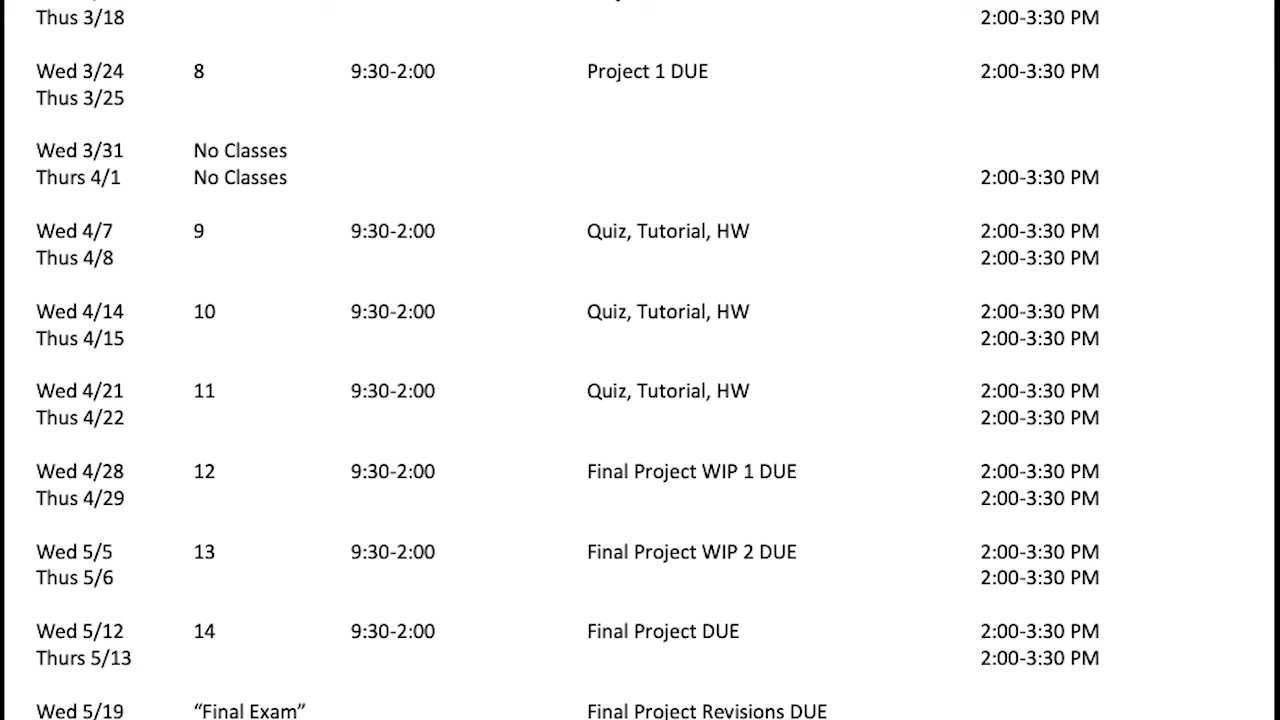 Thus 3/18 2:00-3:30 PM
Wed 3/24 8 9:30-2:00 Project 1 DUE 2:00-3:30 PM
Thus 3/25
Wed 3/31 No Classes
Thurs 4/1 No Classes 2:00-3:30 PM
Wed 4/7 9 9:30-2:00 Quiz, Tutorial, HW 2:00-3:30 PM
Thus 4/8 2:00-3:30 PM
Wed 4/14 10 9:30-2:00 Quiz, Tutorial, HW 2:00-3:30 PM
Thus 4/15 2:00-3:30 PM
Wed 4/21 11 9:30-2:00 Quiz, Tutorial, HW 2:00-3:30 PM
Thus 4/22 2:00-3:30 PM
Wed 4/28 12 9:30-2:00 Final Project WIP 1 DUE 2:00-3:30 PM
Thus 4/29 2:00-3:30 PM
Wed 5/5 13 9:30-2:00 Final Project WIP 2 DUE 2:00-3:30 PM
Thus 5/6 2:00-3:30 PM
Wed 5/12 14 9:30-2:00 Final Project DUE 2:00-3:30 PM
Thurs 5/13 2:00-3:30 PM
Wed 5/19 “Final Exam” Final Project Revisions DUE